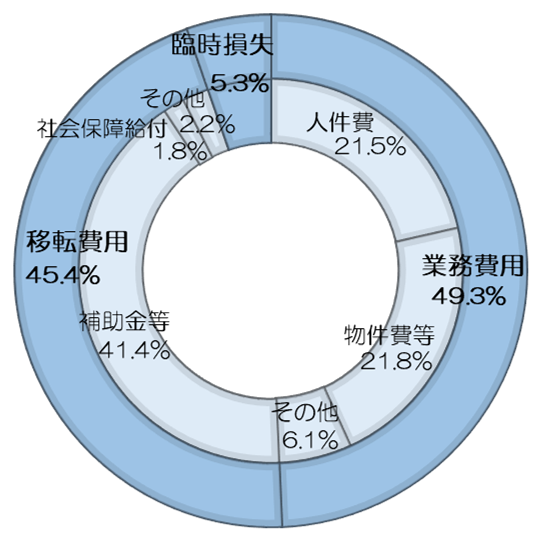 臨時損失
5.3%
その他
2.2%
社会保障給付
1.8%
人件費
21.5%
移転費用
45.4%
業務費用
49.3%
補助金等
41.4%
物件費等
21.8%
その他
6.1%